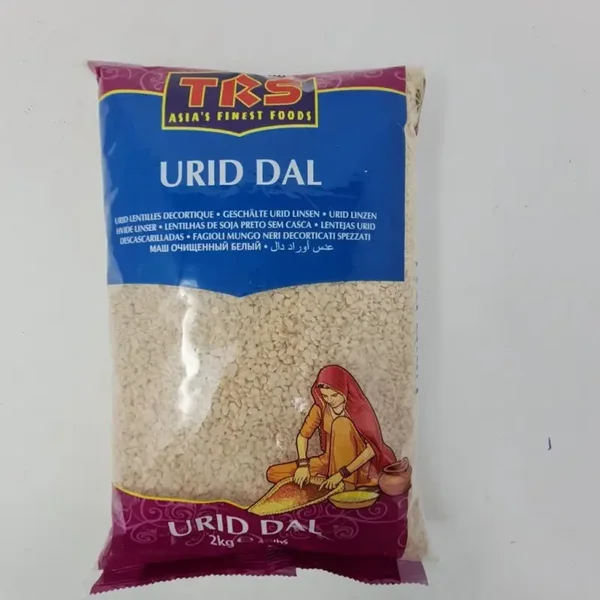 TRS
ASIA'S FINEST FOODS
URID DAL
URID LENTILLES DECORTIQUE • GESCHÄLTE URID LINSEN • URID LINZEN
HVIDE LINSER • LENTILHAS DE SOJA PRETO SEM CASCA • LENTEJAS URID
DESCASCARILLADAS • FAGIOLI MUNGO NERI DECORTICATI SPEZZATI
МАШ ОЧИЩЕННЫЙ БЕЛЫЙ • عدس أوراد دال
URID DAL
2kg